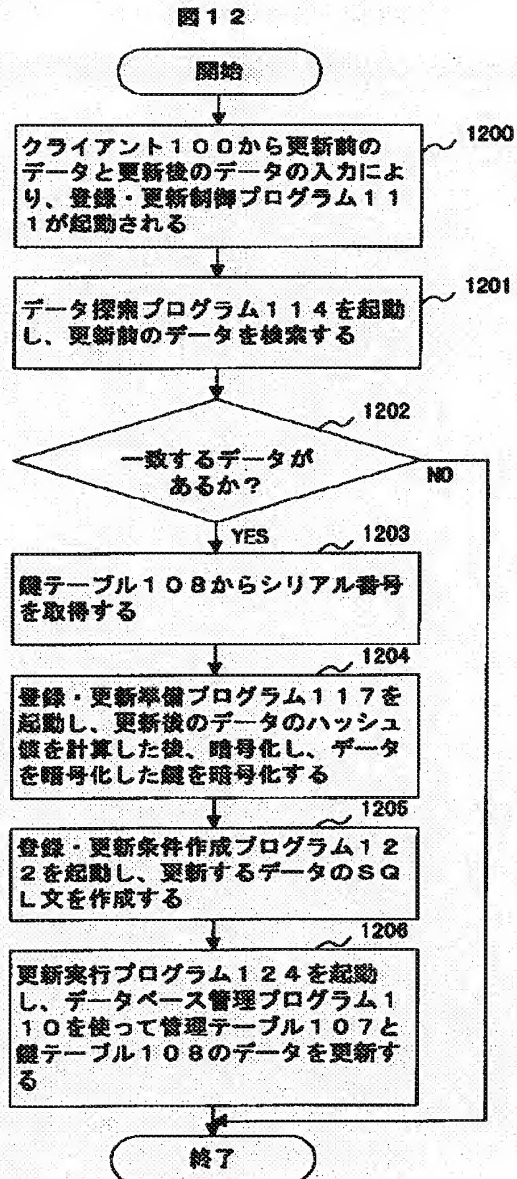 図12
開始
1200
クライアント100から更新前の
データと更新後のデータの入力によ
り、登録・更新制御プログラム11
1が起動される
1201
データ探索プログラム114を起動
し、更新前のデータを検索する
1202
一致するデータが
あるか？
NO
YES
1203
鍵テーブル108からシリアル番号
を取得する
1204
登録・更新準備プログラム117を
起動し、更新後のデータのハッシュ
値を計算した後、暗号化し、データ
を暗号化した鍵を暗号化する
1205
登録・更新条件作成プログラム12
2を起動し、更新するデータのSQ
L文を作成する
1206
更新実行プログラム124を起動
し、データベース管理プログラム1
10を使って管理テーブル107と
鍵テーブル108のデータを更新す
る
終了